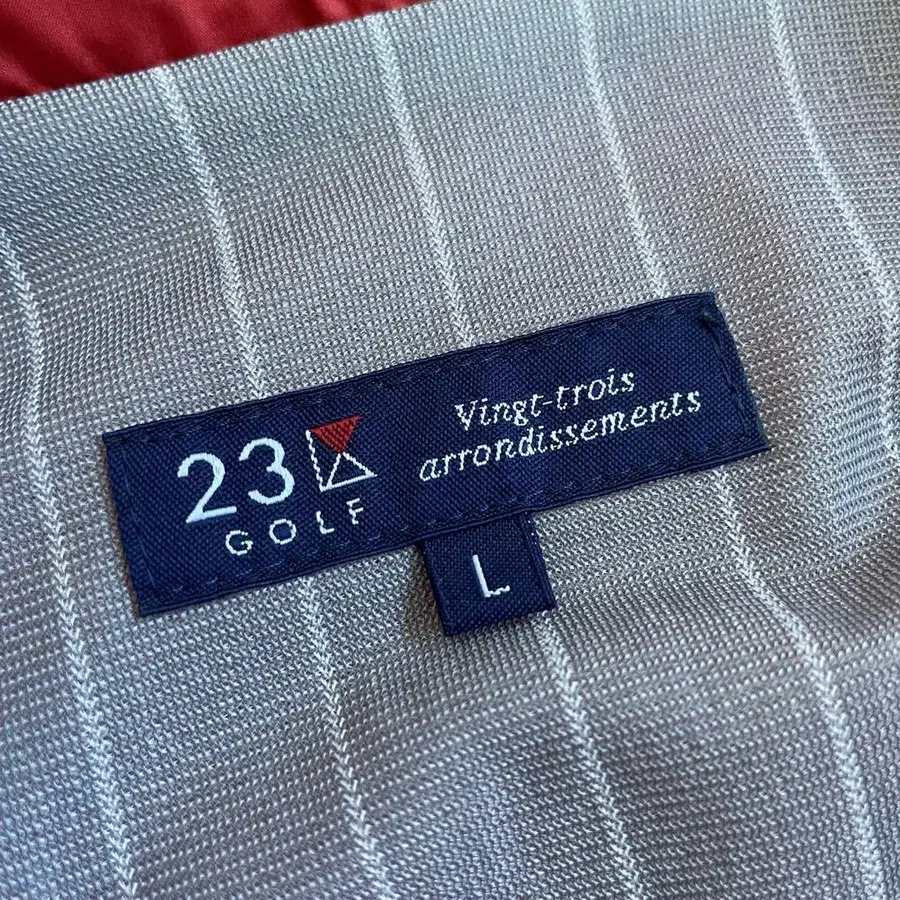 23
GOLF
Vingt-trois
arrondissements
L